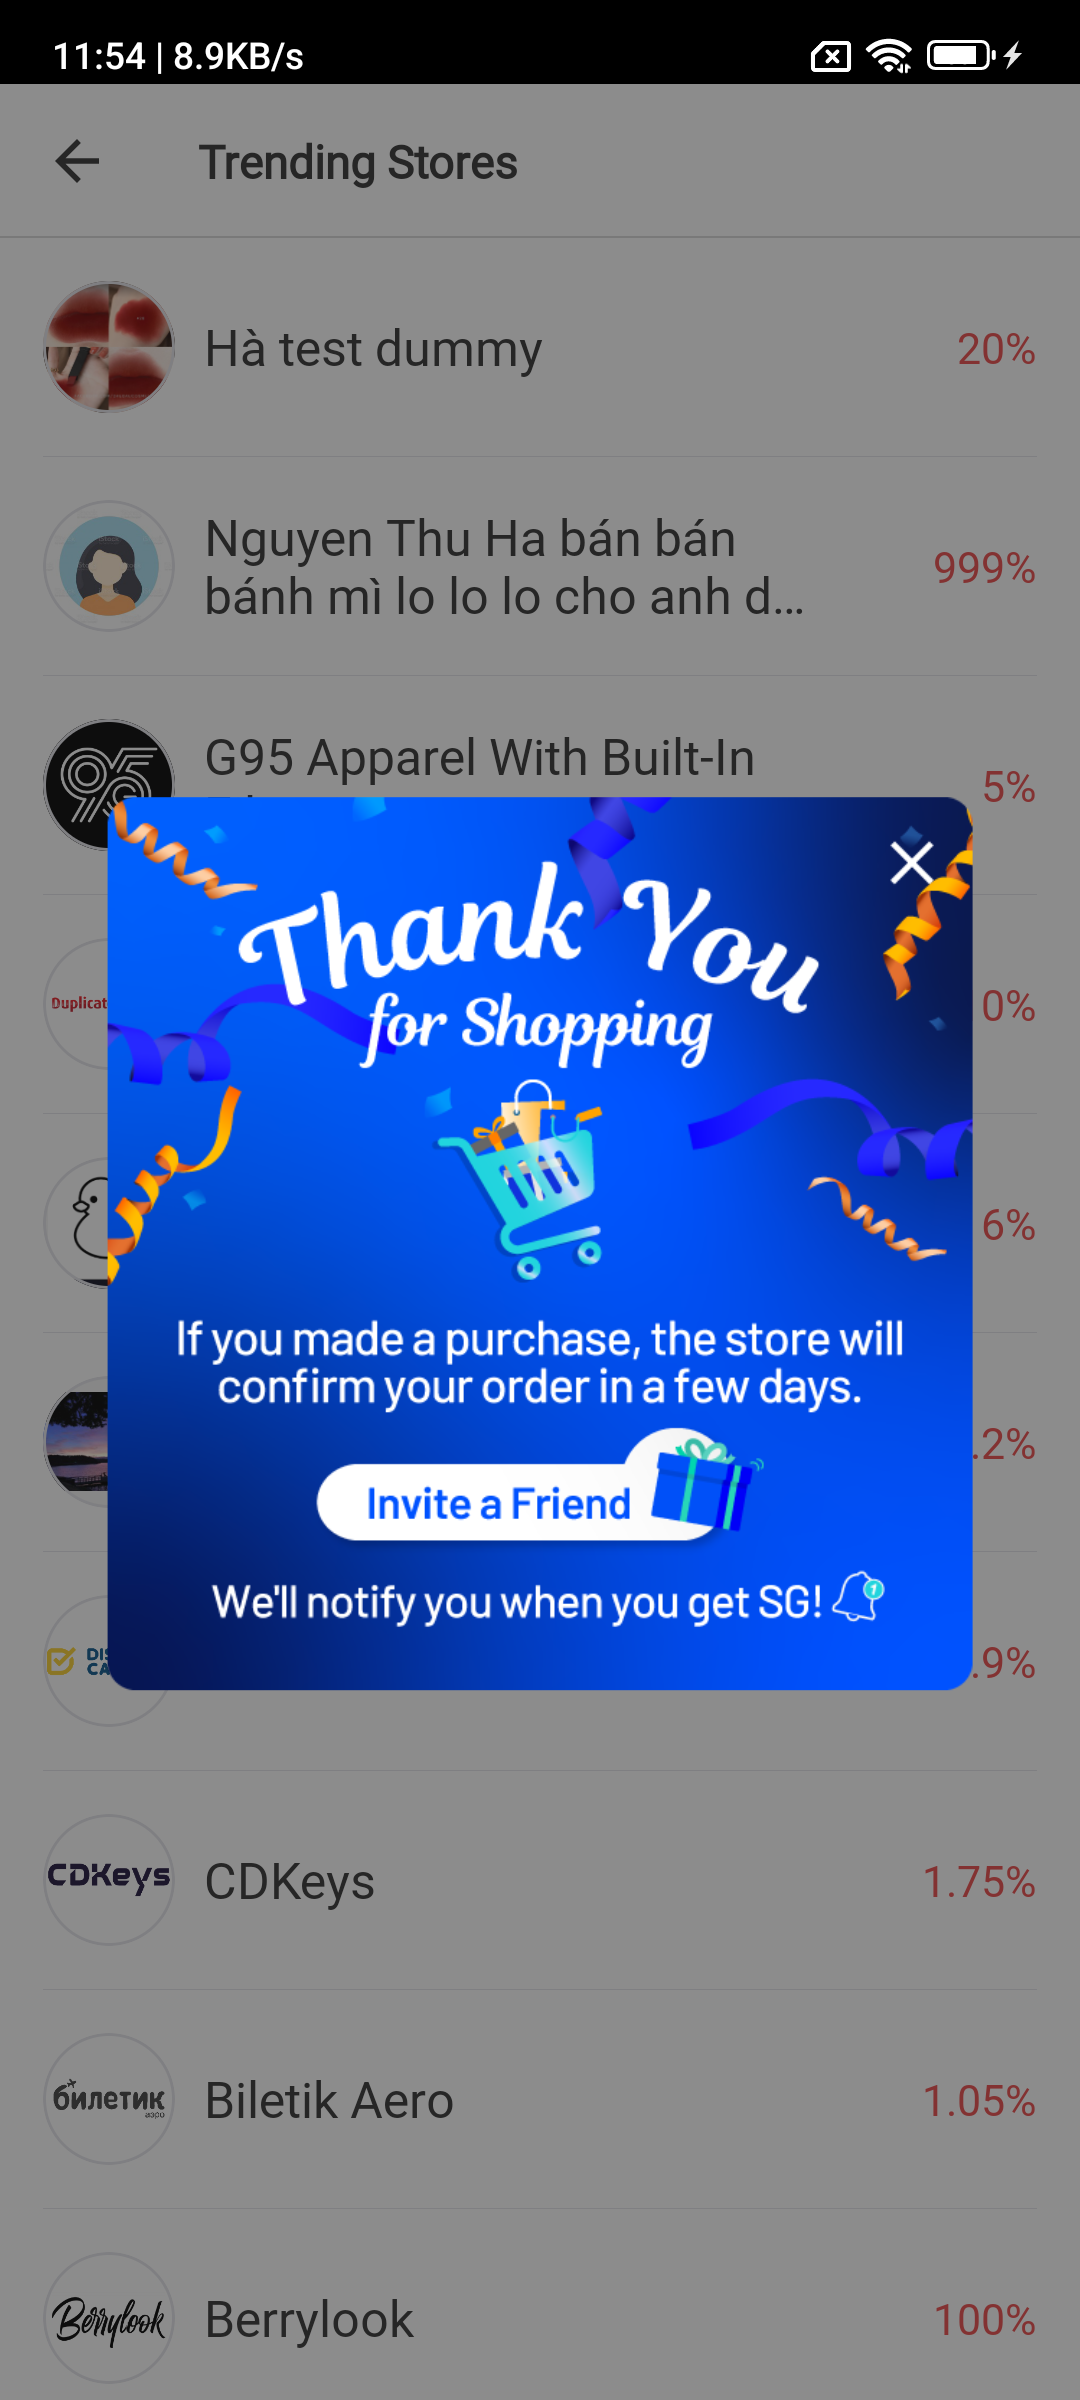 11:54 | 8.9KB/s
Trending Stores
Hà test dummy
20%
Nguyen Thu Ha bán bán
bánh mì lo lo lo cho anh d...
999%
95
G95 Apparel With Built-In
5%
Thank You
for Shopping
0%
6%
If you made a purchase, the store will
confirm your order in a few days.
.2%
Invite a Friend
We'll notify you when you get SG!
1
.9%
CDKeys
CDKeys
1.75%
билетик
аэро
Biletik Aero
1.05%
Berrylook
Berrylook
100%